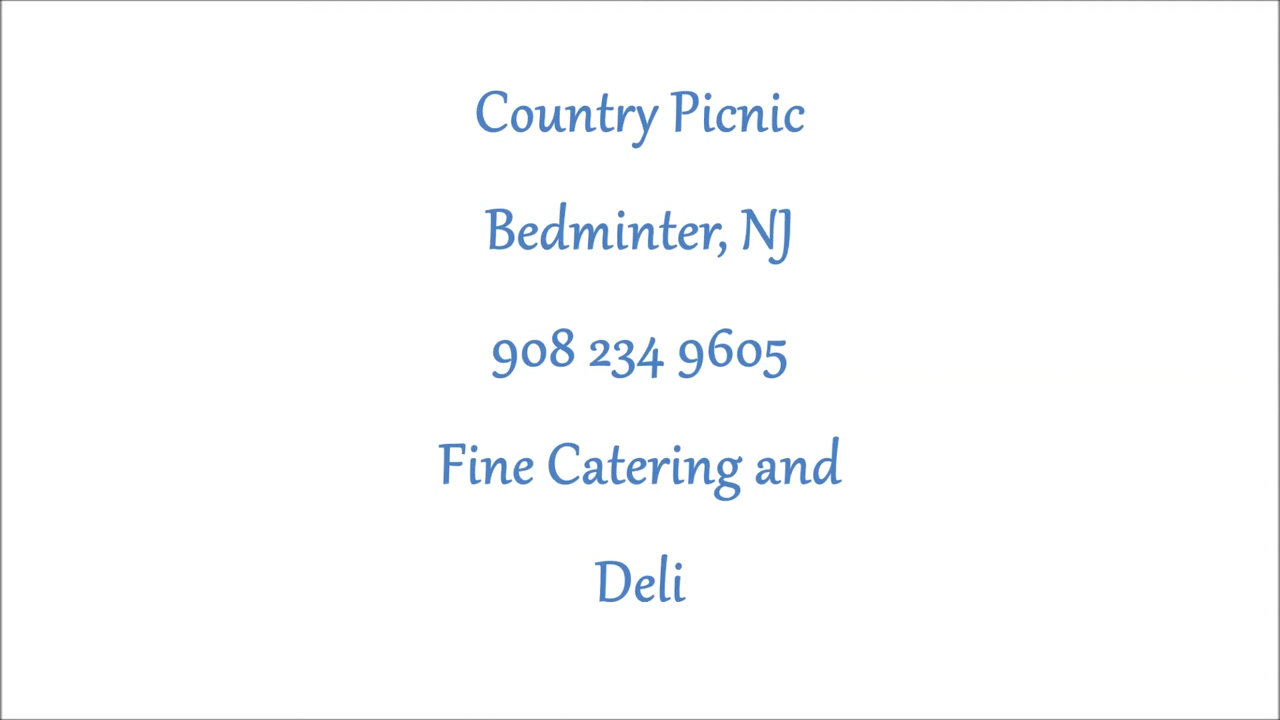 Country Picnic
Bedminter, NJ
908 234 9605
Fine Catering and
Deli